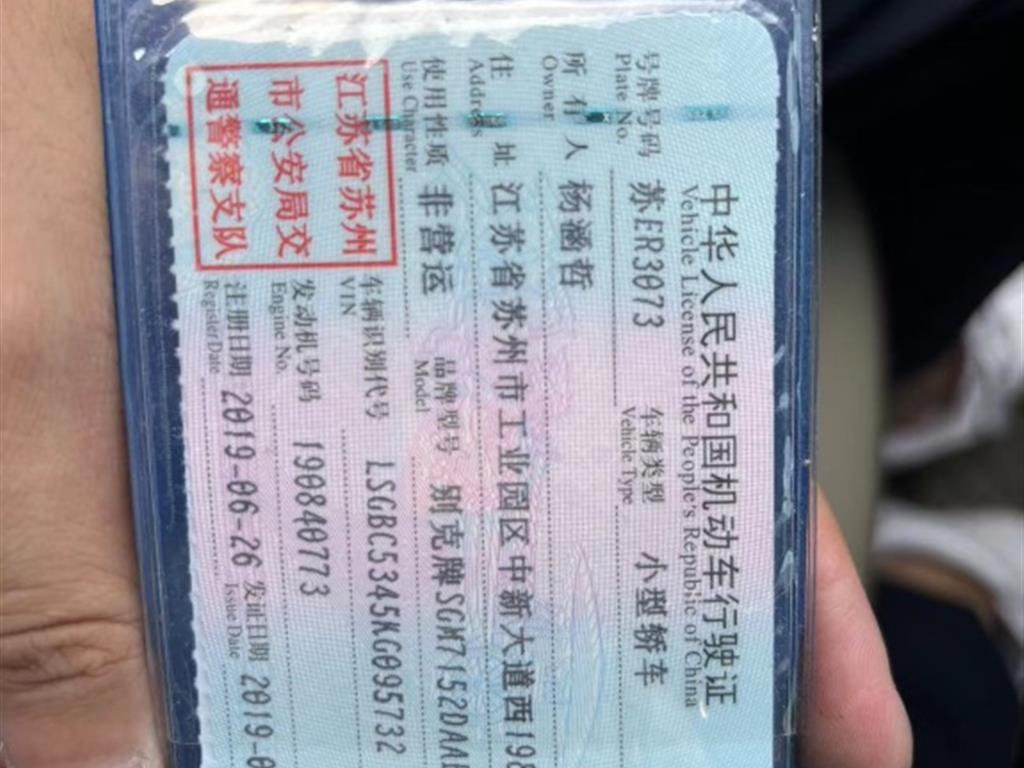 中华人民共和国机动车行驶证
Vehicle License of the People's Republic of China
号牌号码 苏ER3073 车辆类型 小型轿车
Plate No. Vehicle Type
所有人 杨涵哲
Owner
住址 江苏省苏州市工业园区中新大道西198
Address
使用性质 非营运 品牌型号 别克牌SGM7152DAA
Use Character Model
江苏省苏州
市公安局交
通警察支队
车辆识别代号 LSGBC5345KG095732
VIN
发动机号码 190840773
Engine No.
注册日期 2019-06-26 发证日期 2019-0
Register Date Issue Date